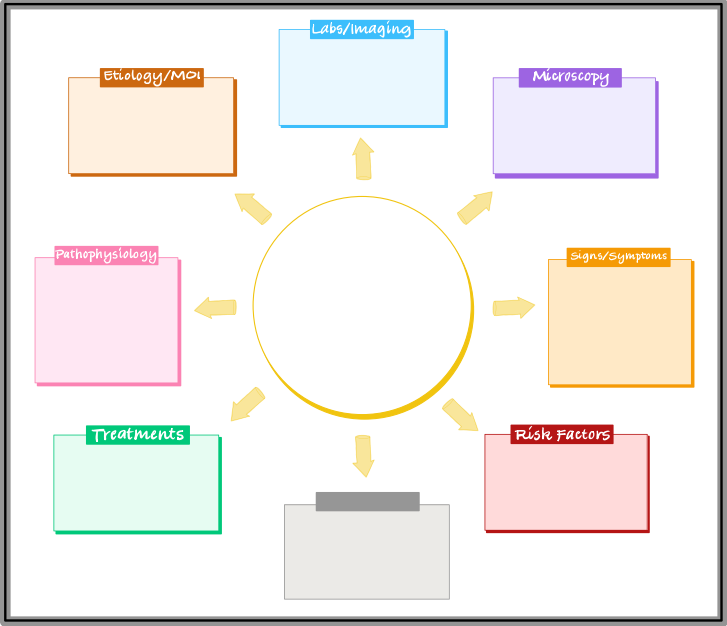 Labs/Imaging
Etiology/MOI
Microscopy
Pathophysiology
Signs/Symptoms
Treatments
Risk Factors